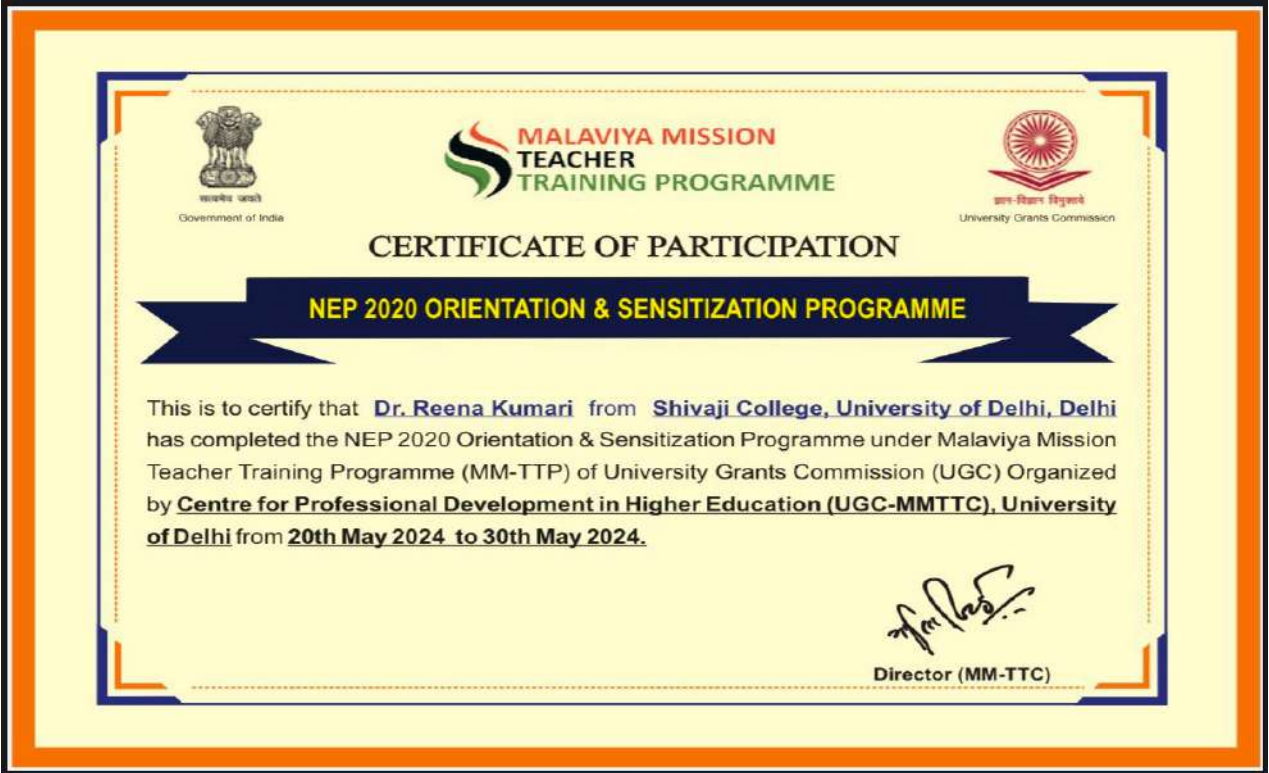 MALAVIYA MISSION
TEACHER
TRAINING PROGRAMME
सत्यमेव जयते
Government of India
ज्ञान-विज्ञान विमुक्तये
University Grants Commission
CERTIFICATE OF PARTICIPATION
NEP 2020 ORIENTATION & SENSITIZATION PROGRAMME
This is to certify that Dr. Reena Kumari from Shivaji College, University of Delhi, Delhi
has completed the NEP 2020 Orientation & Sensitization Programme under Malaviya Mission
Teacher Training Programme (MM-TTP) of University Grants Commission (UGC) Organized
by Centre for Professional Development in Higher Education (UGC-MMTTC), University
of Delhi from 20th May 2024 to 30th May 2024.
Director (MM-TTC)